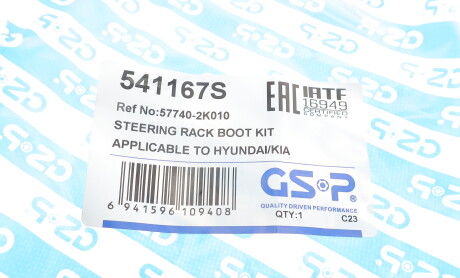 541167S
EAC IATF
16949
CERTIFIED
COMPANY
Ref No:57740-2K010
STEERING RACK BOOT KIT
APPLICABLE TO HYUNDAI/KIA
6 941596 109408
GSP
QUALITY DRIVEN PERFORMANCE
QTY:1
C23